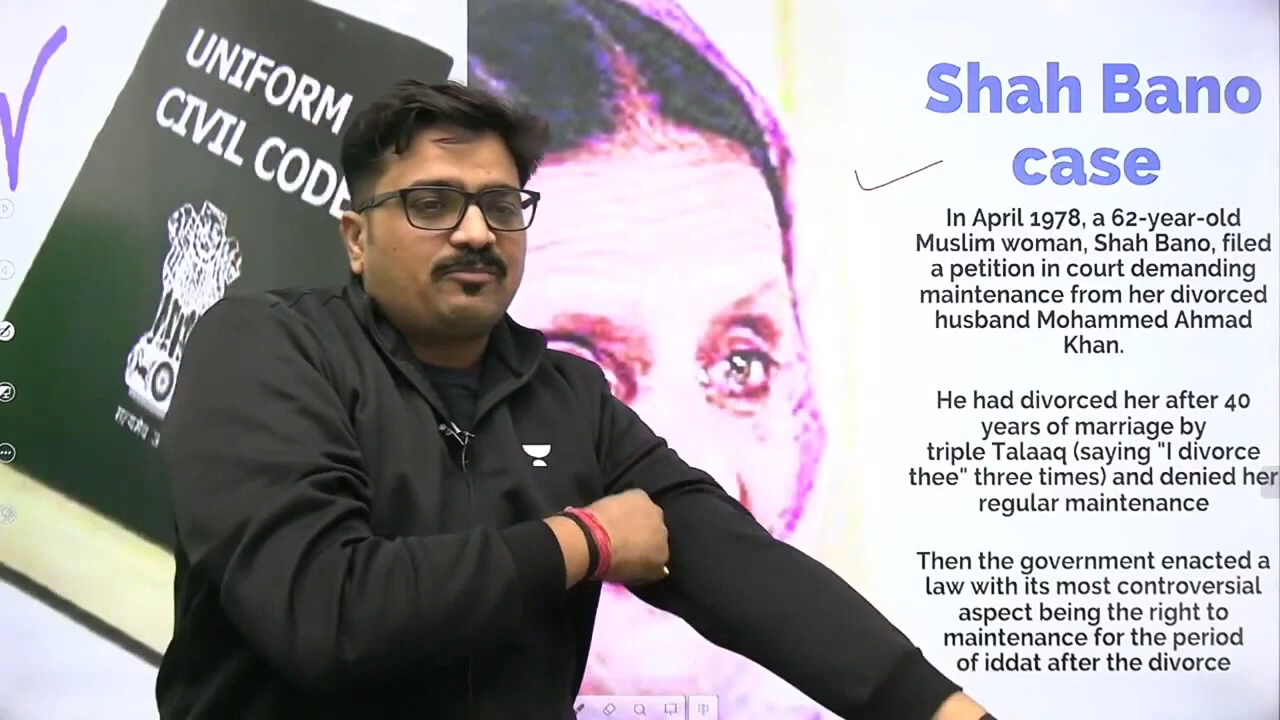 UNIFORM
CIVIL CODE
Shah Bano
case
In April 1978, a 62-year-old
Muslim woman, Shah Bano, filed
a petition in court demanding
maintenance from her divorced
husband Mohammed Ahmad
Khan.
He had divorced her after 40
years of marriage by
triple Talaaq (saying "I divorce
thee" three times) and denied her
regular maintenance
Then the government enacted a
law with its most controversial
aspect being the right to
maintenance for the period
of iddat after the divorce